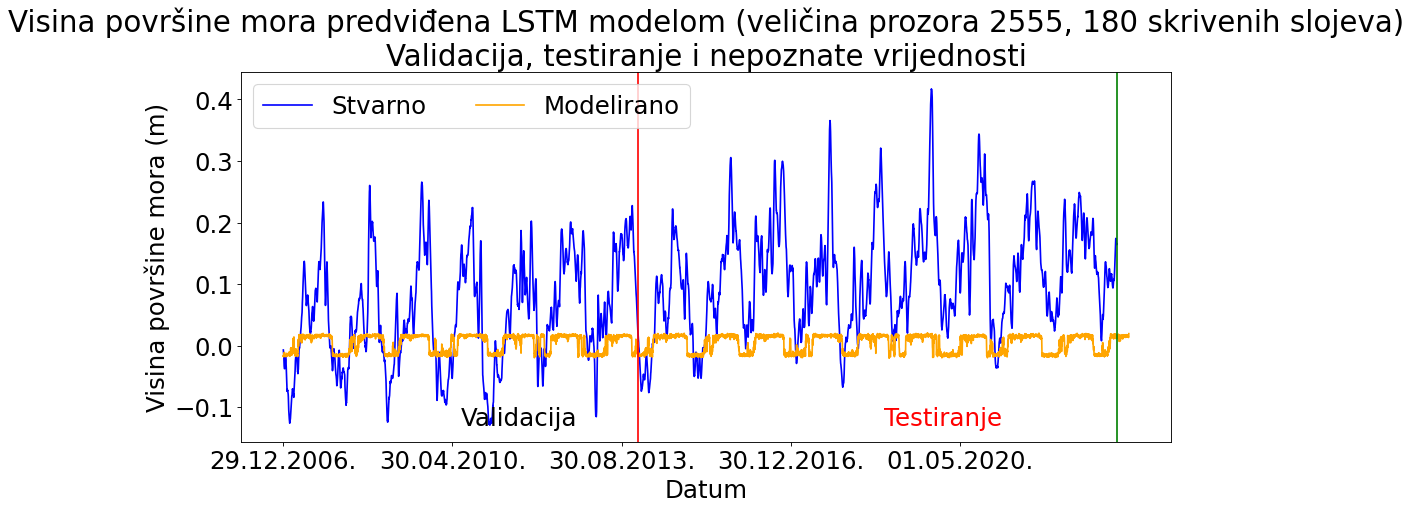 Visina površine mora predviđena LSTM modelom (veličina prozora 2555, 180 skrivenih slojeva)
Validacija, testiranje i nepoznate vrijednosti
Stvarno Modelirano
Visina površine mora (m)
0.4
0.3
0.2
0.1
0.0
−0.1
Validacija Testiranje
29.12.2006. 30.04.2010. 30.08.2013. 30.12.2016. 01.05.2020.
Datum